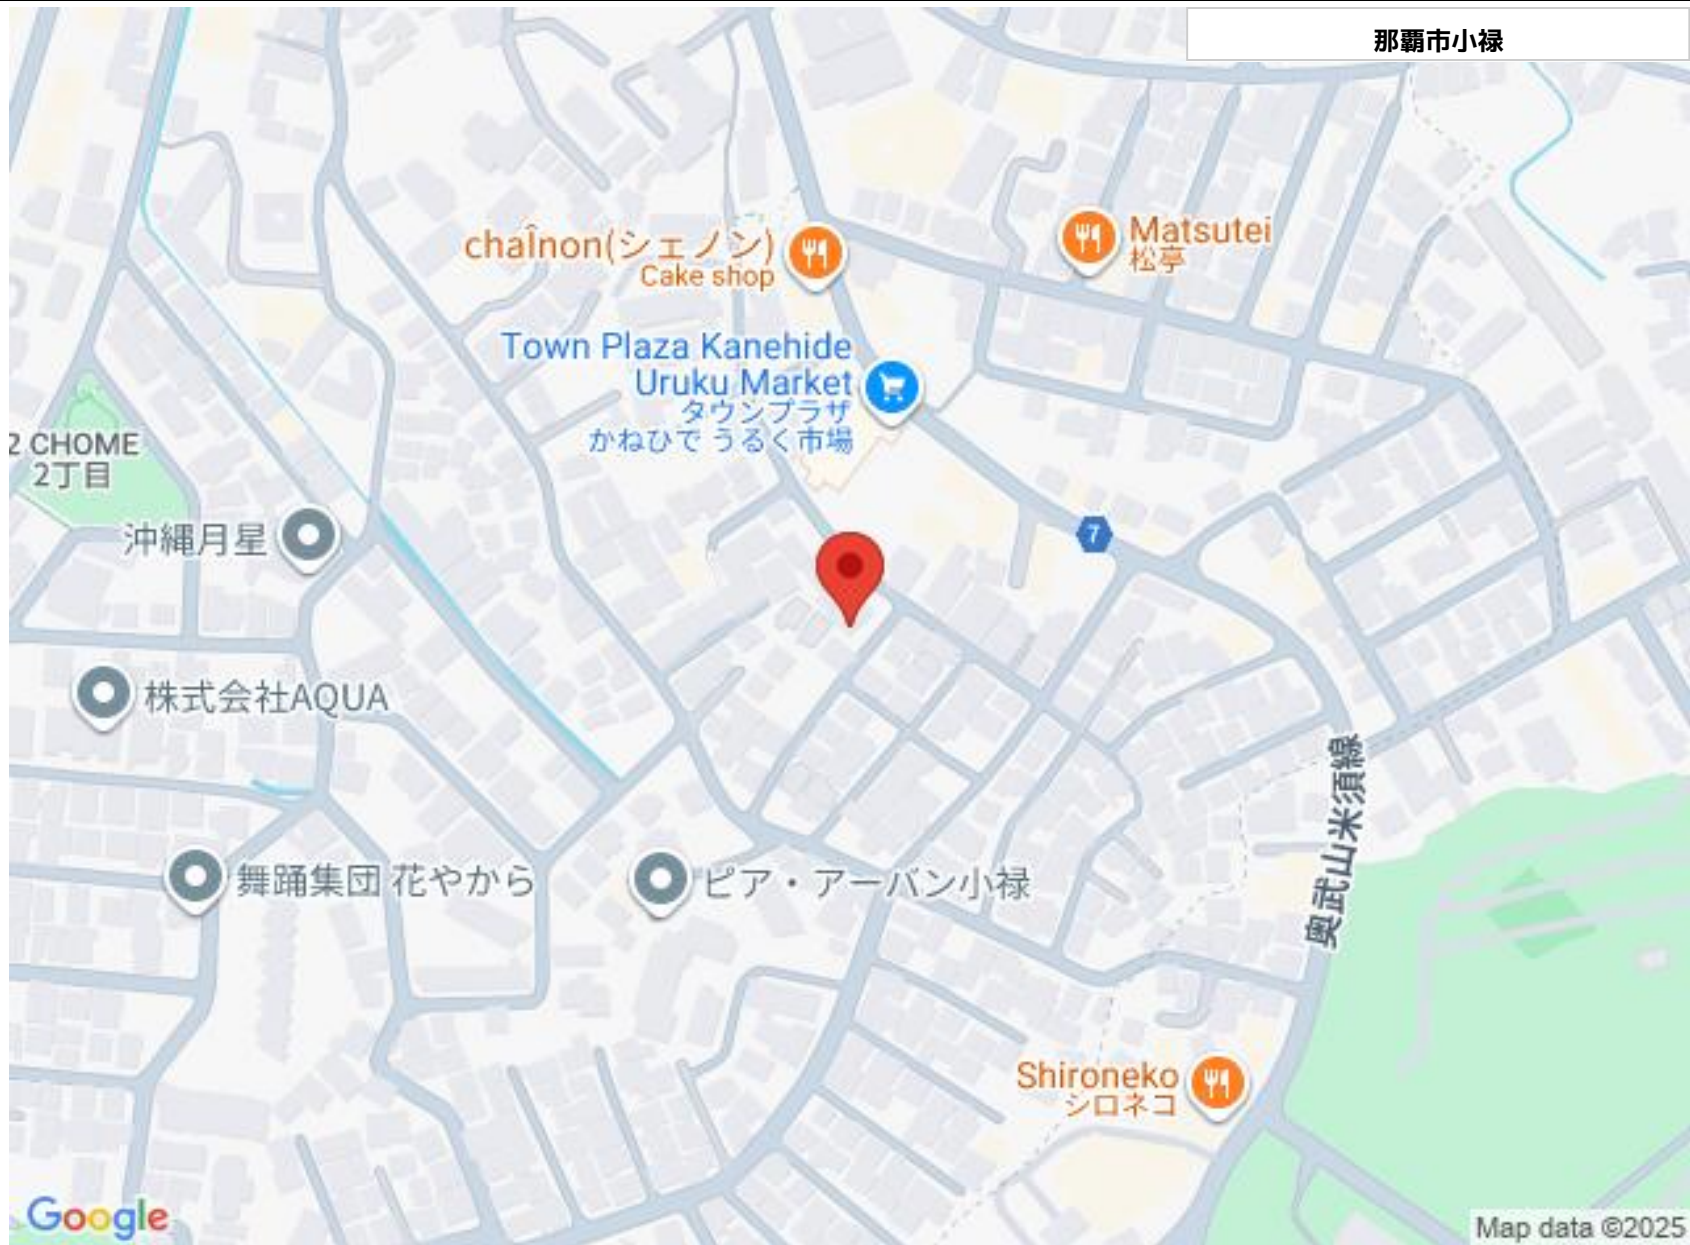 那覇市小禄
chaÎnon(シェノン)
Cake shop
Matsutei
松亭
Town Plaza Kanehide
Uruku Market
タウンプラザ
かねひで うるく市場
2 CHOME
2丁目
沖縄月星
7
株式会社AQUA
奥武山米須線
舞踊集団 花やから
ピア・アーバン小禄
Shironeko
シロネコ
Google
Map data ©2025